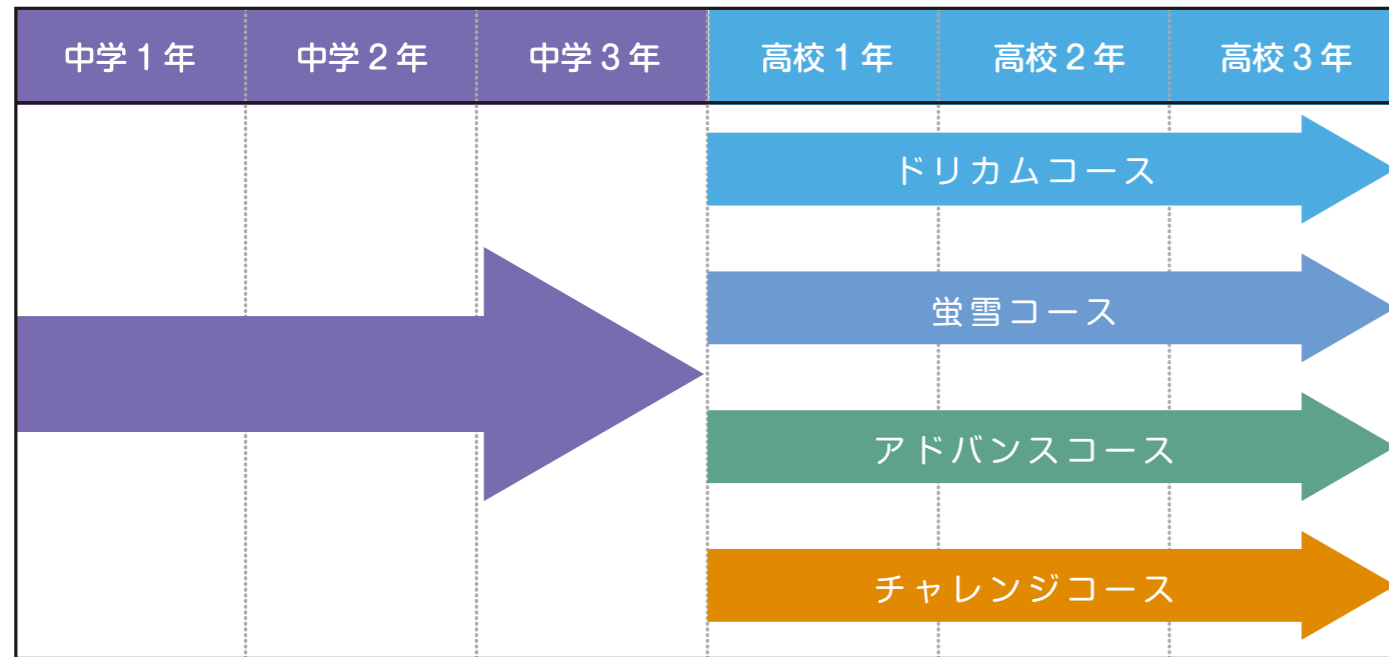 中学1年 中学2年 中学3年 高校1年 高校2年 高校3年
ドリカムコース
蛍雪コース
アドバンスコース
チャレンジコース